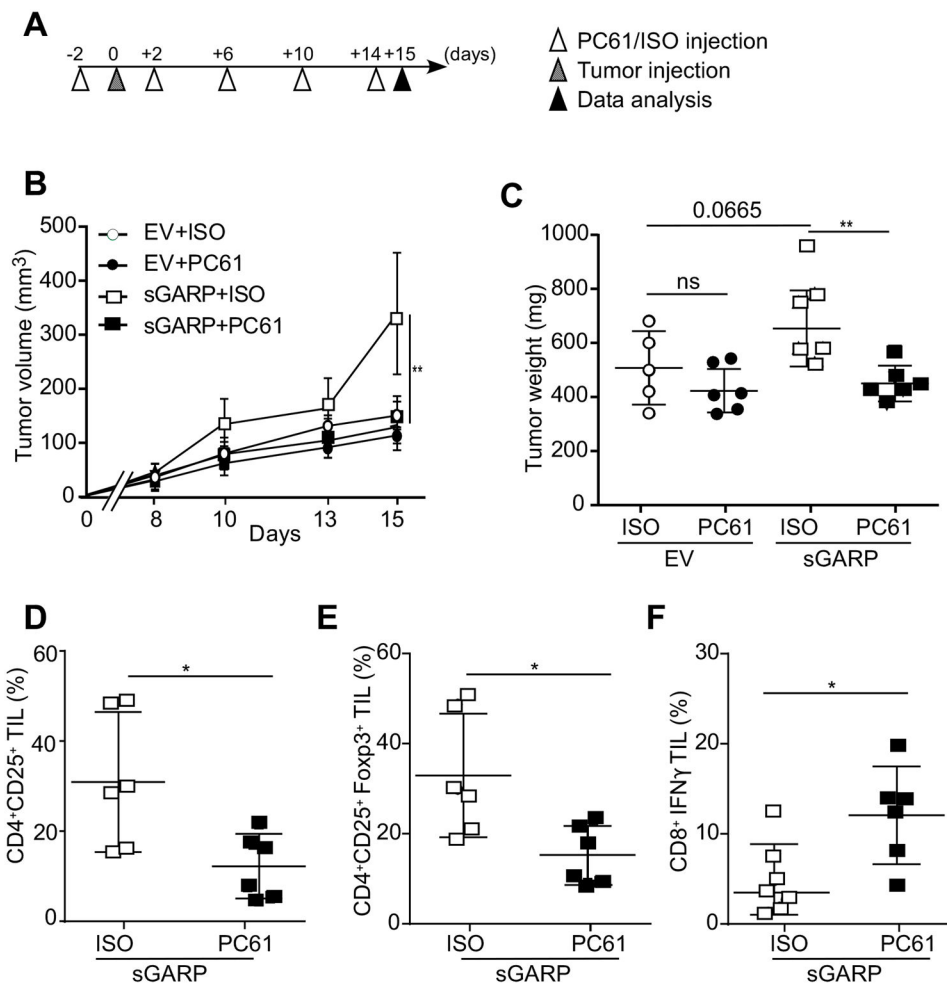 A
-2 0 +2 +6 +10 +14 +15 (days)
PC61/ISO injection
Tumor injection
Data analysis
B
Tumor volume (mm³)
500
400
300
200
100
0
EV+ISO
EV+PC61
sGARP+ISO
sGARP+PC61
**
0 8 10 13 15
Days
C
Tumor weight (mg)
1000
800
600
400
200
0
0.0665
**
ns
ISO PC61 ISO PC61
EV sGARP
D
CD4⁺CD25⁺ TIL (%)
60
40
20
0
*
ISO PC61
sGARP
E
CD4⁺CD25⁺ Foxp3⁺ TIL (%)
60
40
20
0
*
ISO PC61
sGARP
F
CD8⁺ IFNγ TIL (%)
30
20
10
0
*
ISO PC61
sGARP